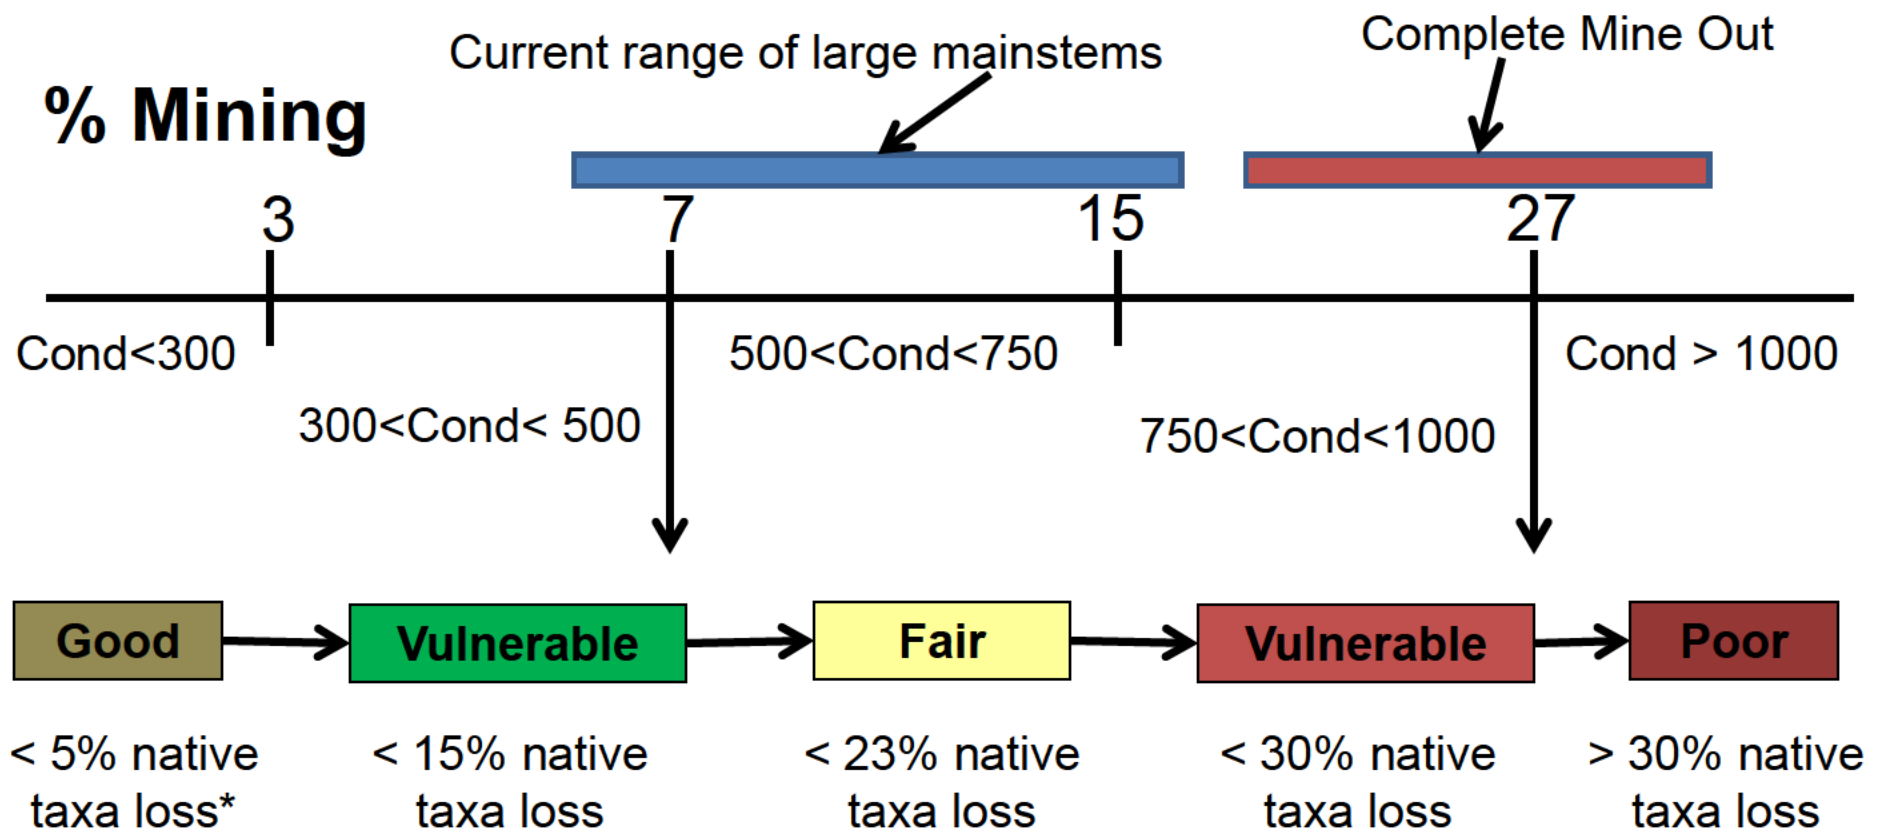 Current range of large mainstems
Complete Mine Out
% Mining
3
7
15
27
Cond<300
500<Cond<750
Cond > 1000
300<Cond< 500
750<Cond<1000
Good
Vulnerable
Fair
Vulnerable
Poor
< 5% native
taxa loss*
< 15% native
taxa loss
< 23% native
taxa loss
< 30% native
taxa loss
> 30% native
taxa loss